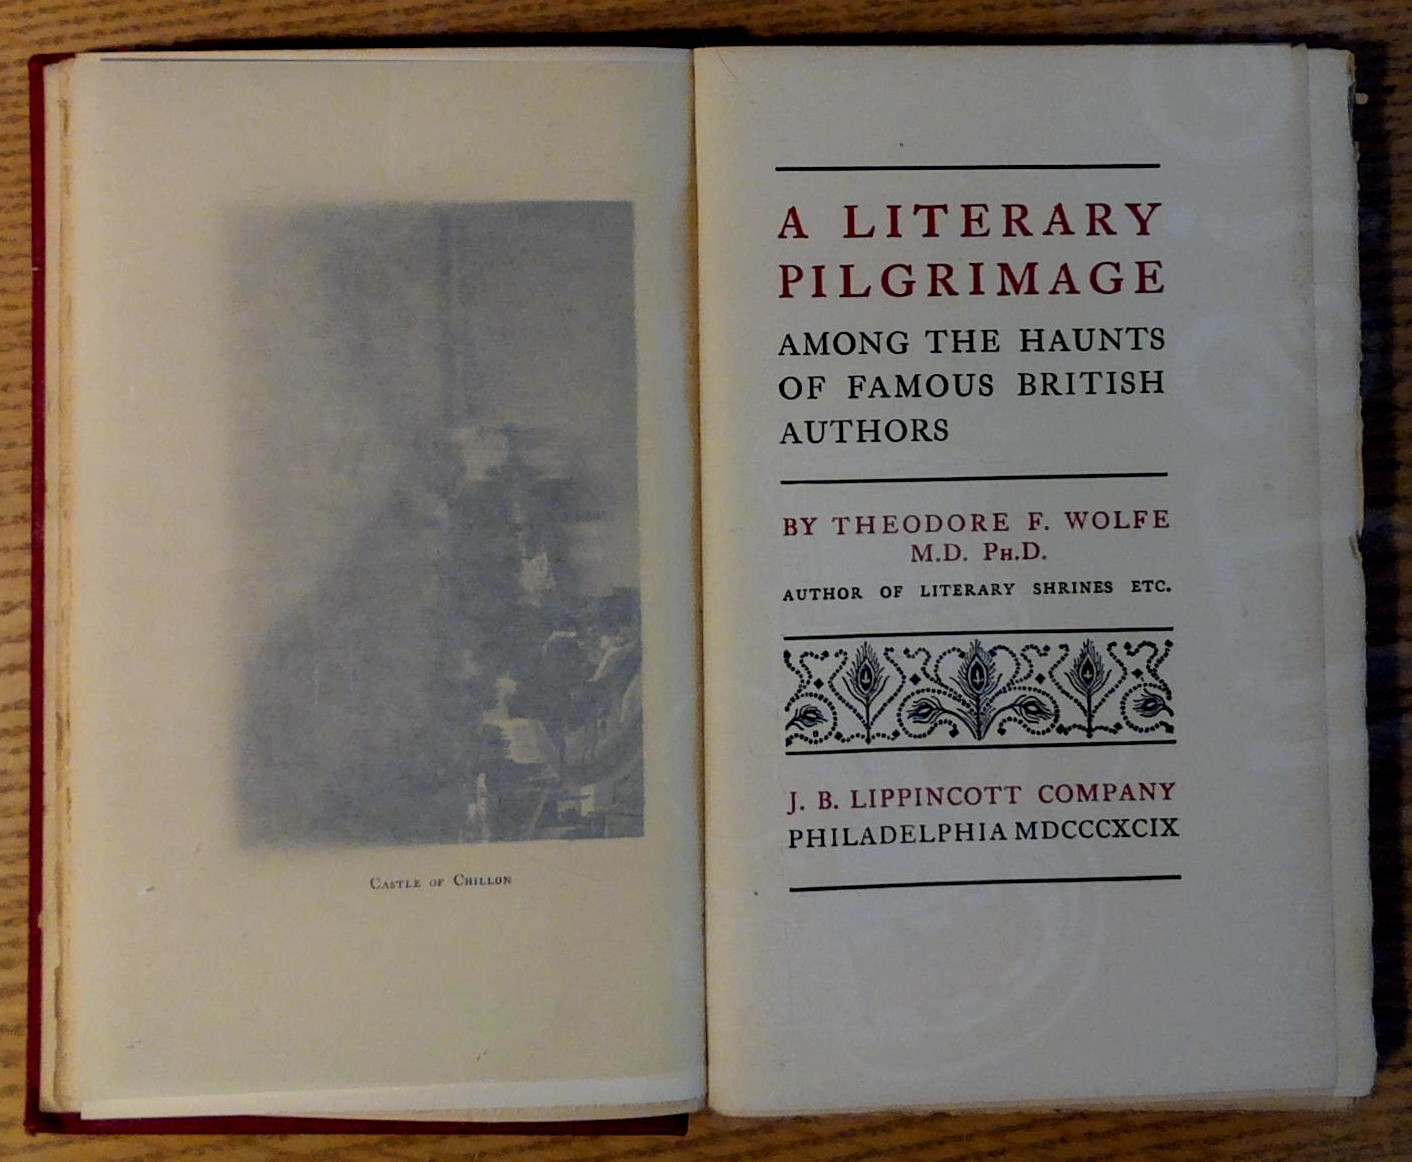 Castle of Chillon
A LITERARY
PILGRIMAGE
AMONG THE HAUNTS
OF FAMOUS BRITISH
AUTHORS
BY THEODORE F. WOLFE
M.D. Ph.D.
AUTHOR OF LITERARY SHRINES ETC.
J. B. LIPPINCOTT COMPANY
PHILADELPHIA MDCCCXCIX